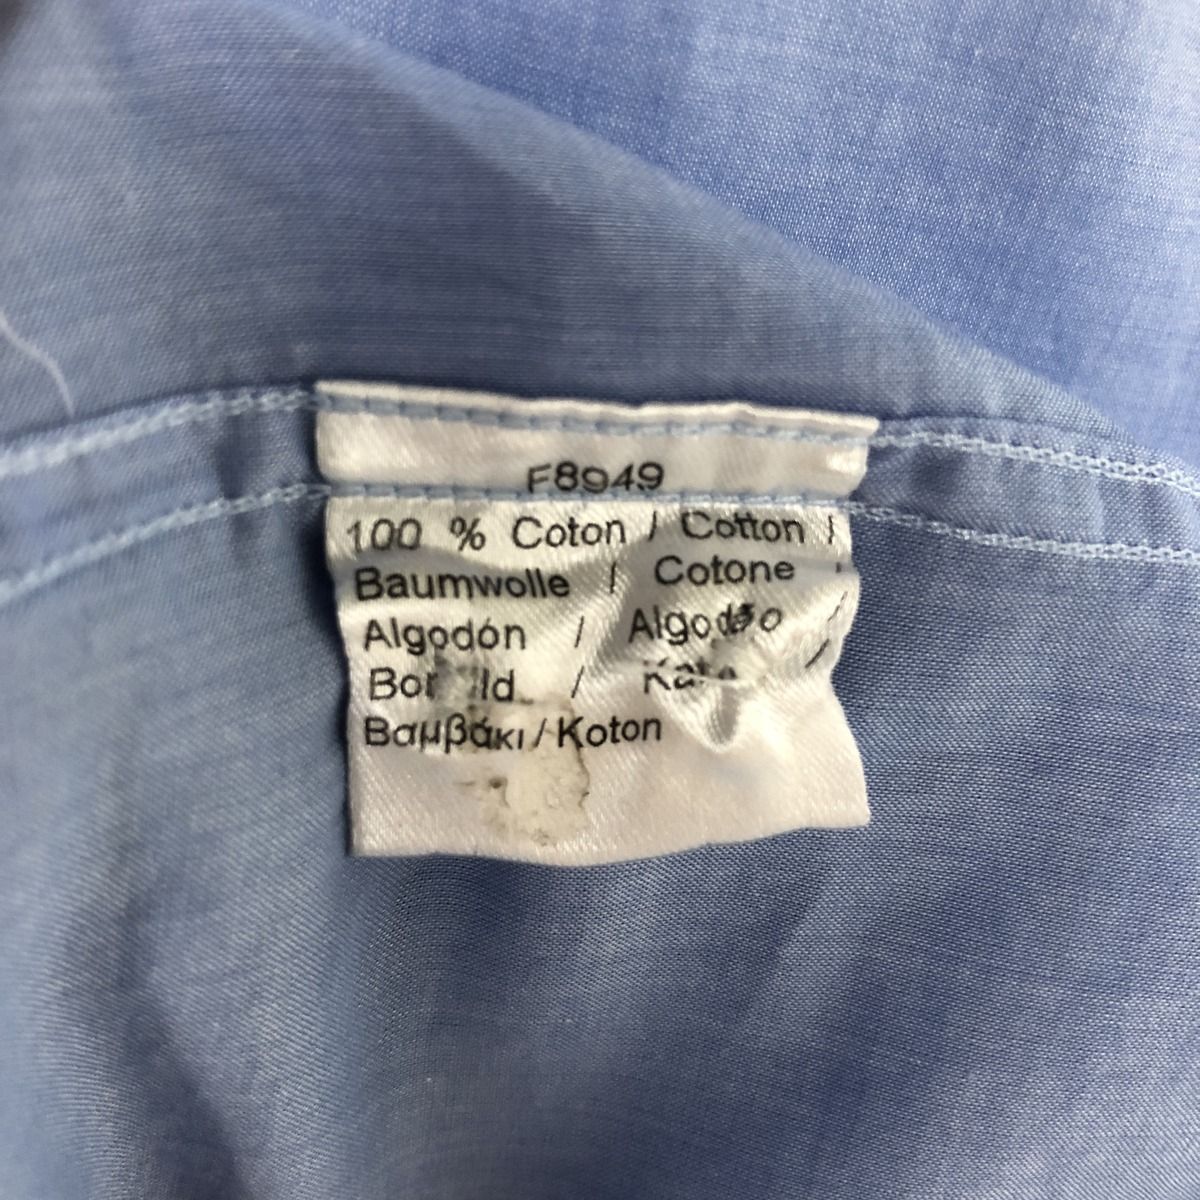 F8949
100 % Coton / Cotton /
Baumwolle / Cotone /
Algodón / Algodão /
/
Βαμβάκι / Koton